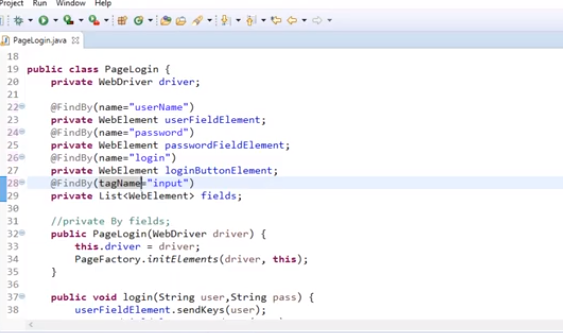 Project Run Window Help
PageLogin.java
18
19 public class PageLogin {
20 private WebDriver driver;
21
22 @FindBy(name="userName")
23 private WebElement userFieldElement;
24 @FindBy(name="password")
25 private WebElement passwordFieldElement;
26 @FindBy(name="login")
27 private WebElement loginButtonElement;
28 @FindBy(tagName="input")
29 private List<WebElement> fields;
30
31 //private By fields;
32 public PageLogin(WebDriver driver) {
33 this.driver = driver;
34 PageFactory.initElements(driver, this);
35 }
36
37 public void login(String user,String pass) {
38 userFieldElement.sendKeys(user);